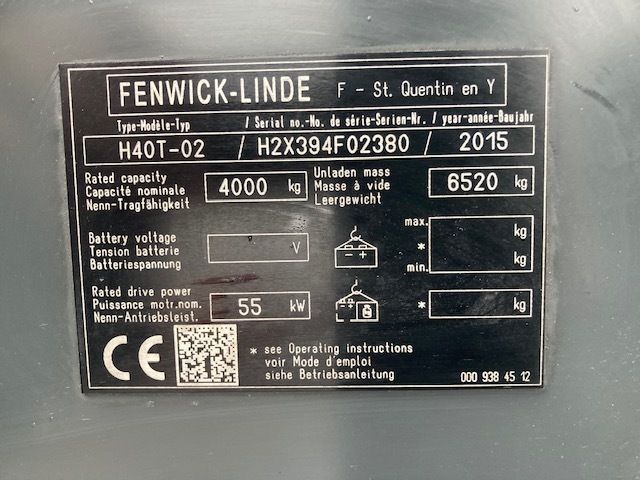 FENWICK-LINDE F - St. Quentin en Y
Type-Modèle-Typ / Serial no.-No. de série-Serien-Nr. / year-année-Baujahr
H40T-02 / H2X394F02380 / 2015
Rated capacity
Capacité nominale
Nenn-Tragfähigkeit
4000 kg
Unladen mass
Masse à vide
Leergewicht
6520 kg
Battery voltage
Tension batterie
Batteriespannung
V
max. kg
* kg
min.
Rated drive power
Puissance motr.nom.
Nenn-Antriebsleist.
55 kW
* kg
CE
* see Operating instructions
voir Mode d'emploi
siehe Betriebsanleitung
000 938 45 12